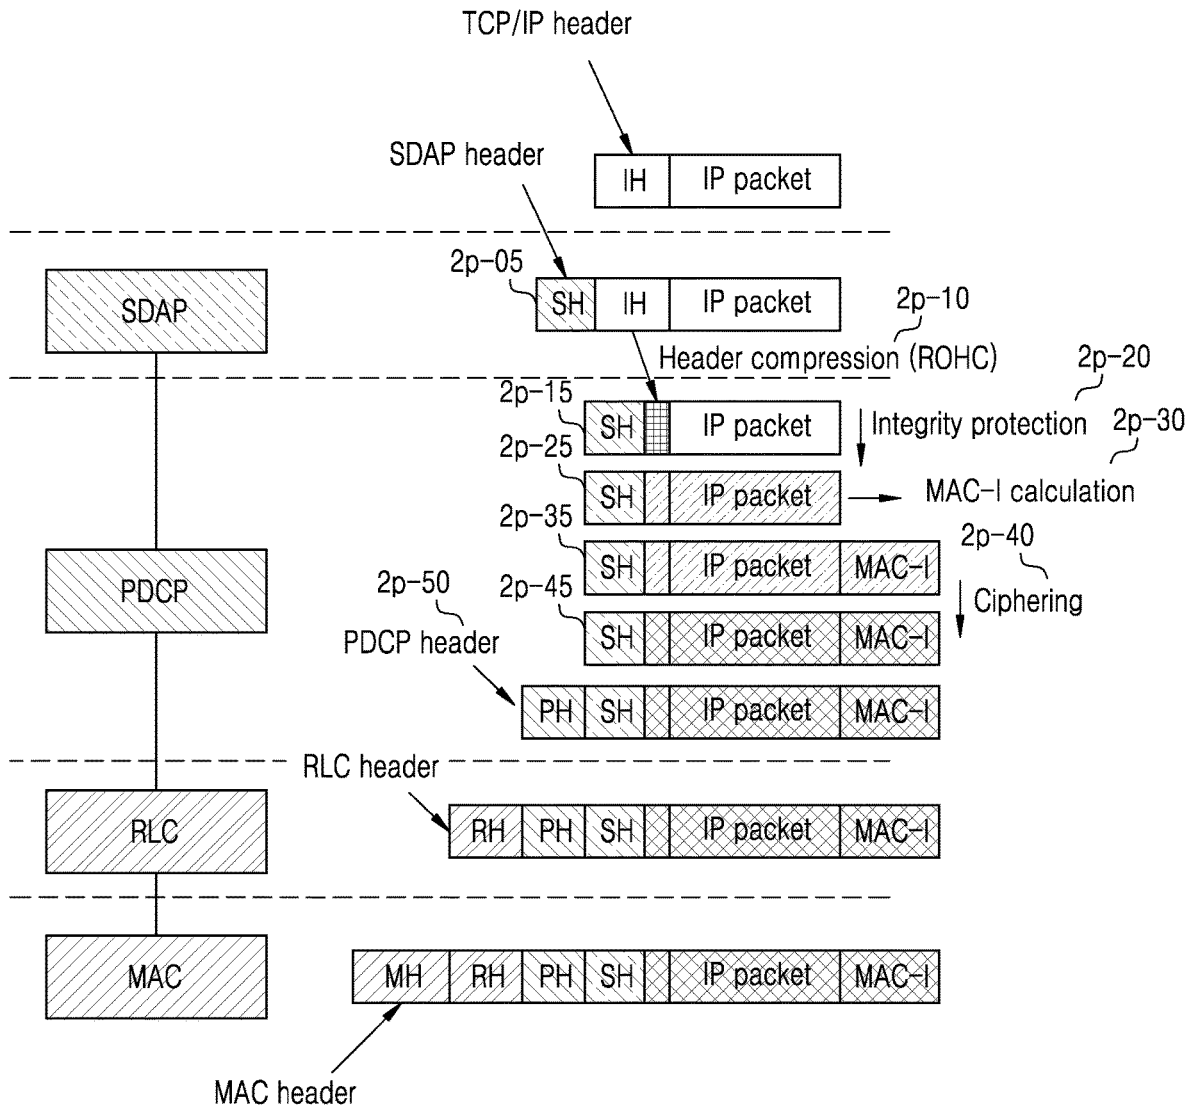 TCP/IP header
SDAP header
IH IP packet
2p-05
SDAP
SH IH IP packet
2p-10
Header compression (ROHC)
2p-20
2p-15
SH IP packet
Integrity protection
2p-30
2p-25
SH IP packet
MAC-I calculation
2p-35
2p-40
SH IP packet MAC-I
PDCP
2p-45
Ciphering
2p-50
SH IP packet MAC-I
PDCP header
PH SH IP packet MAC-I
RLC header
RLC
RH PH SH IP packet MAC-I
MAC
MH RH PH SH IP packet MAC-I
MAC header